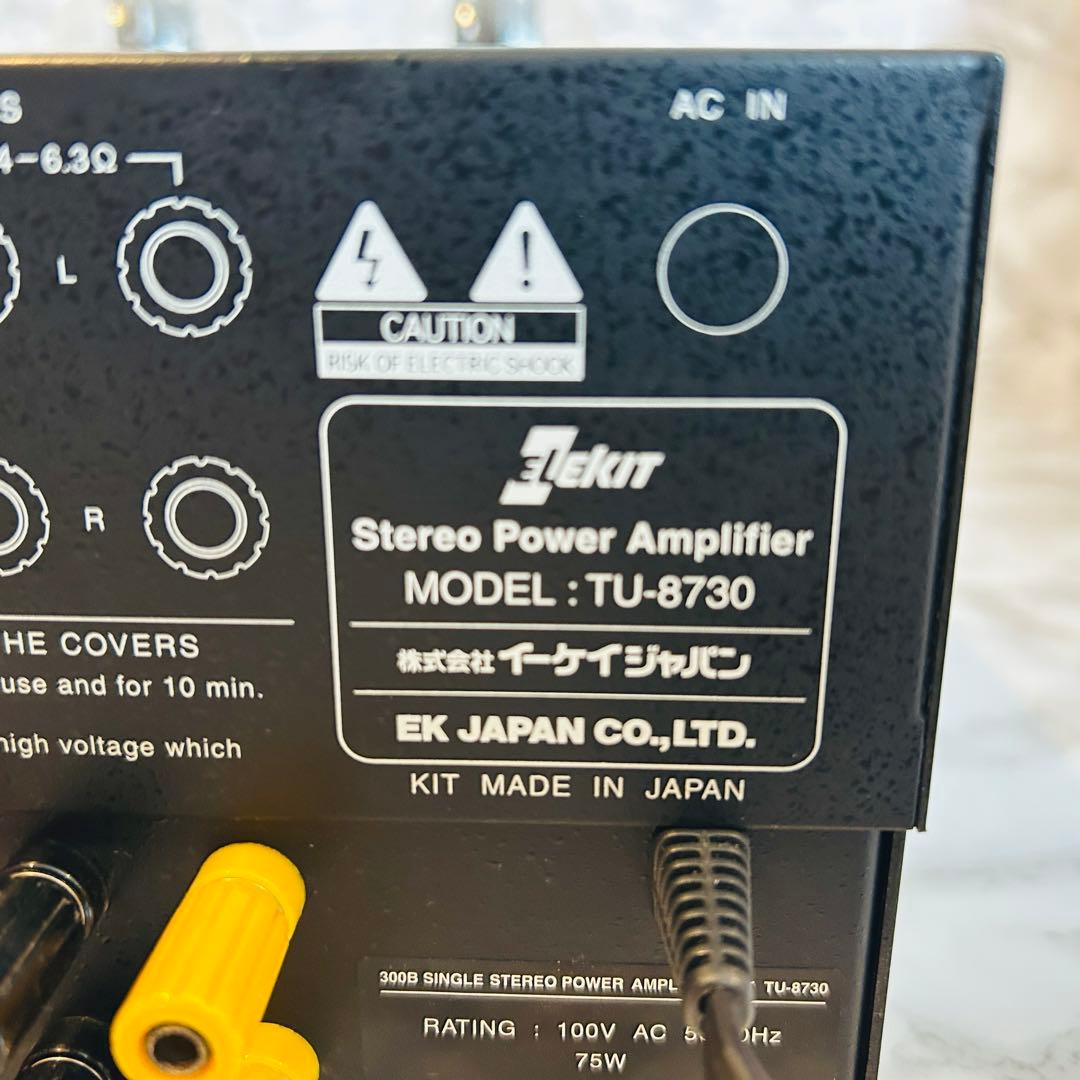 S
AC IN
4-6.3Ω
L
CAUTION
RISK OF ELECTRIC SHOCK
ELEKIT
Stereo Power Amplifier
R
MODEL : TU-8730
HE COVERS
株式会社 イーケイジャパン
use and for 10 min.
EK JAPAN CO.,LTD.
high voltage which
KIT MADE IN JAPAN
300B SINGLE STEREO POWER AMPL TU-8730
RATING : 100V AC 5 0Hz
75W